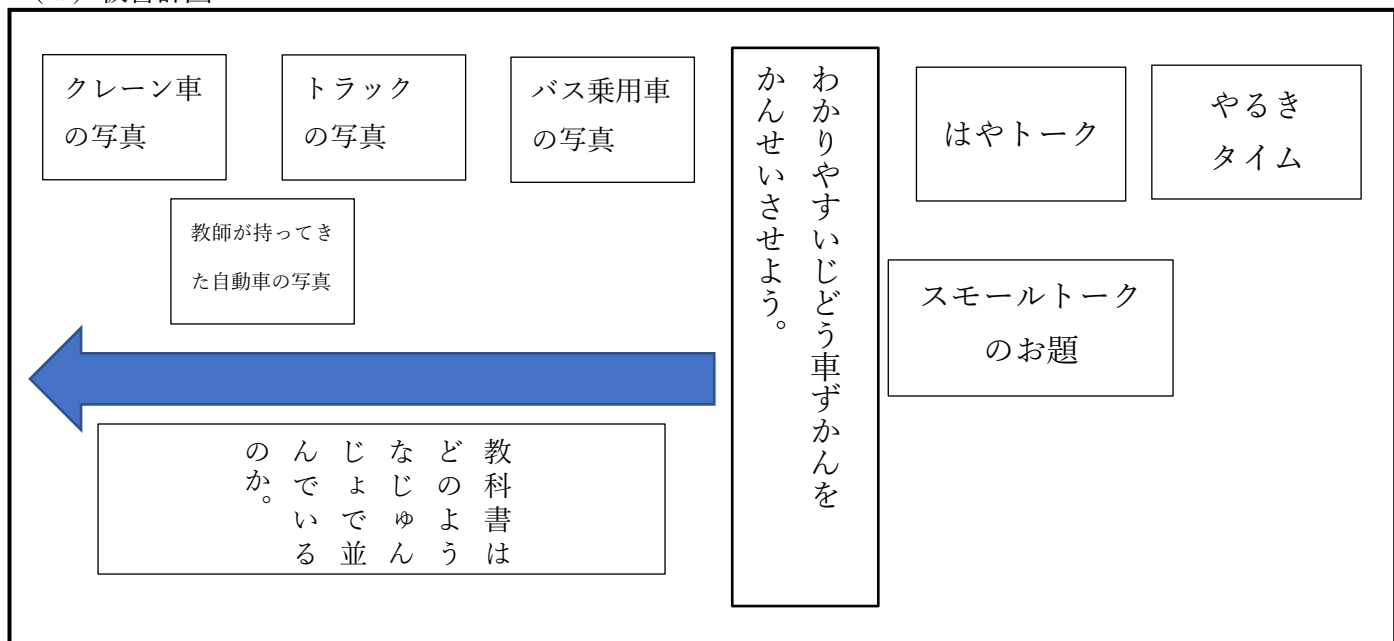 やるき
タイム
はやトーク
スモールトーク
のお題
わかりやすいじどう車ずかんを
かんせいさせよう。
バス乗用車
の写真
トラック
の写真
クレーン車
の写真
教師が持ってき
た自動車の写真
教科書は
どのよう
なじゅん
じょで並
んでいる
のか。